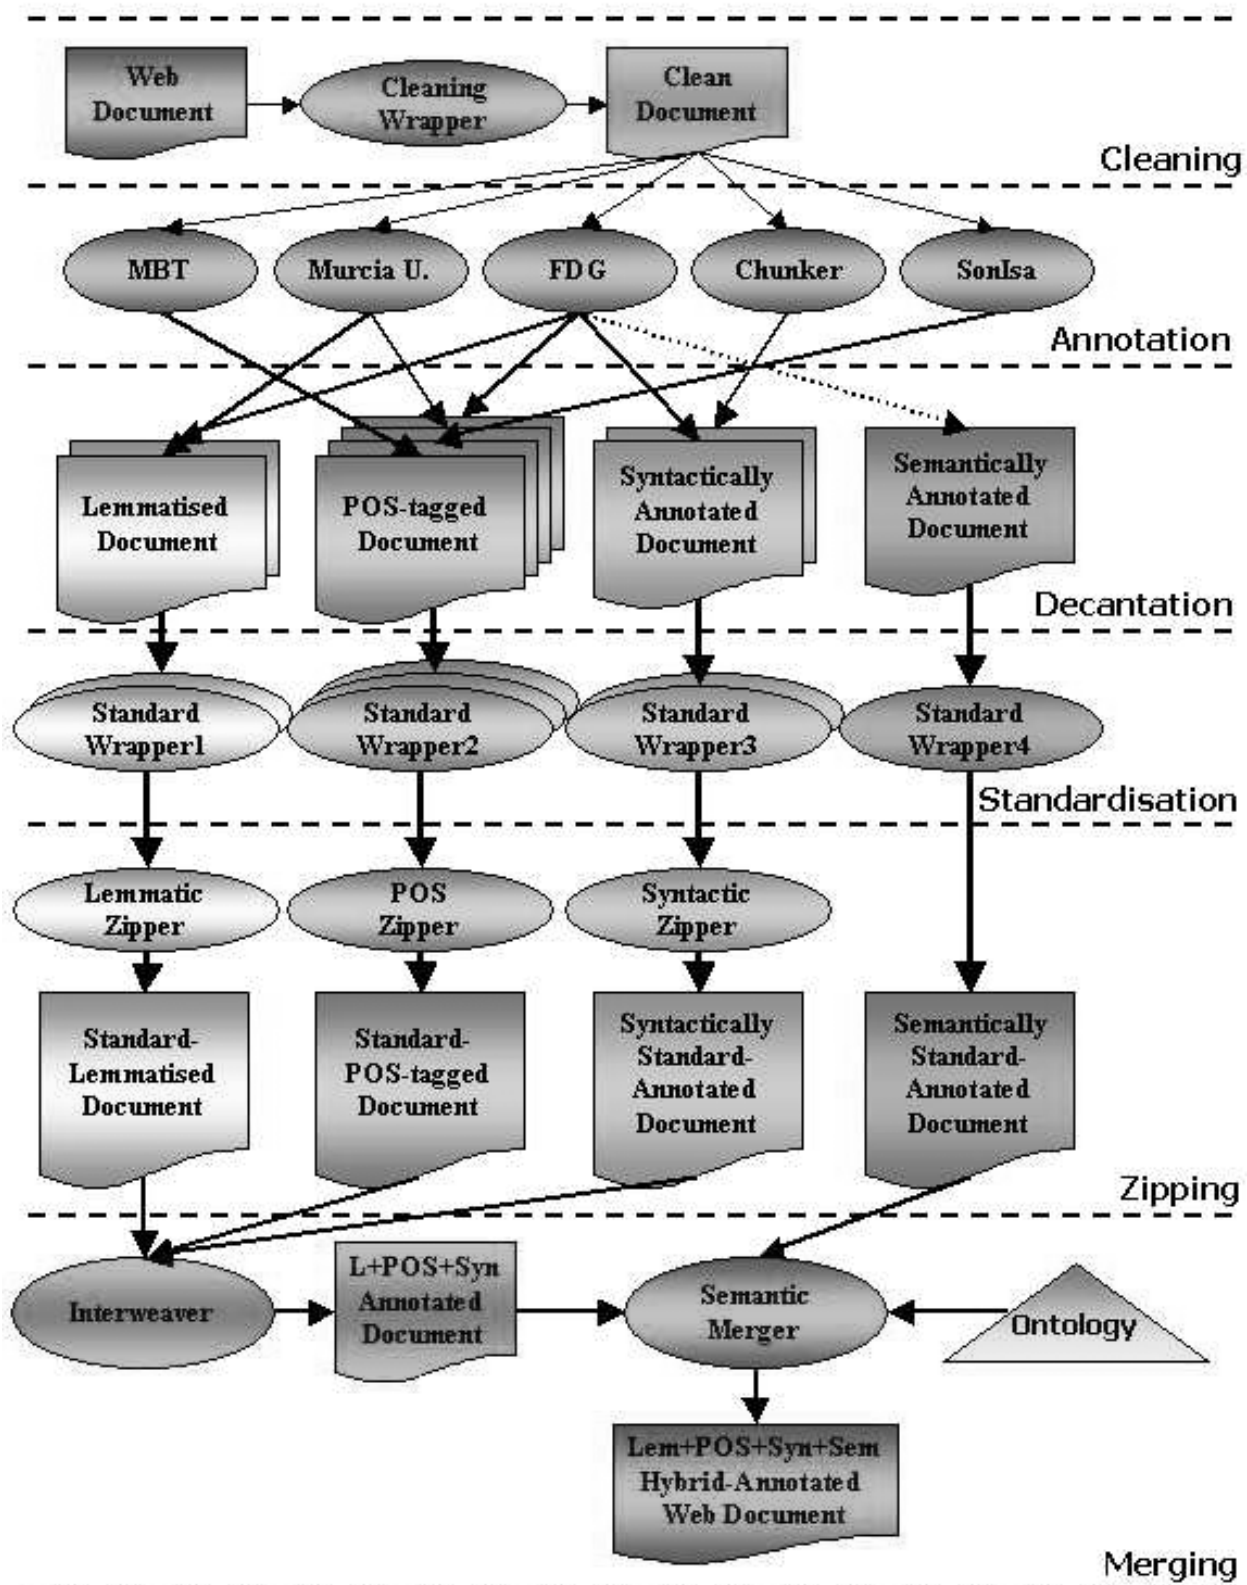 Web
Document
Cleaning
Wrapper
Clean
Document
Cleaning
MBT
Murcia U.
FDG
Chunker
SonIsa
Annotation
Lemmatised
Document
POS-tagged
Document
Syntactically
Annotated
Document
Semantically
Annotated
Document
Decantation
Standard
Wrapper1
Standard
Wrapper2
Standard
Wrapper3
Standard
Wrapper4
Standardisation
Lemmatic
Zipper
POS
Zipper
Syntactic
Zipper
Standard-
Lemmatised
Document
Standard-
POS-tagged
Document
Syntactically
Standard-
Annotated
Document
Semantically
Standard-
Annotated
Document
Zipping
Interweaver
L+POS+Syn
Annotated
Document
Semantic
Merger
Ontology
Lem+POS+Syn+Sem
Hybrid-Annotated
Web Document
Merging